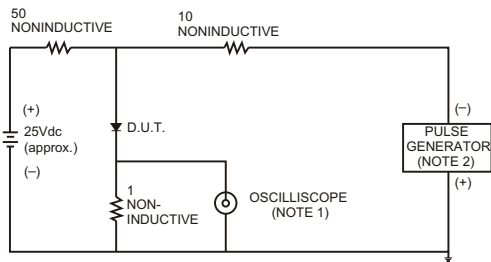 50
NONINDUCTIVE
10
NONINDUCTIVE
(+)
25Vdc
(approx.)
(−)
D.U.T.
1
NON-
INDUCTIVE
OSCILLISCOPE
(NOTE 1)
(−)
PULSE
GENERATOR
(NOTE 2)
(+)